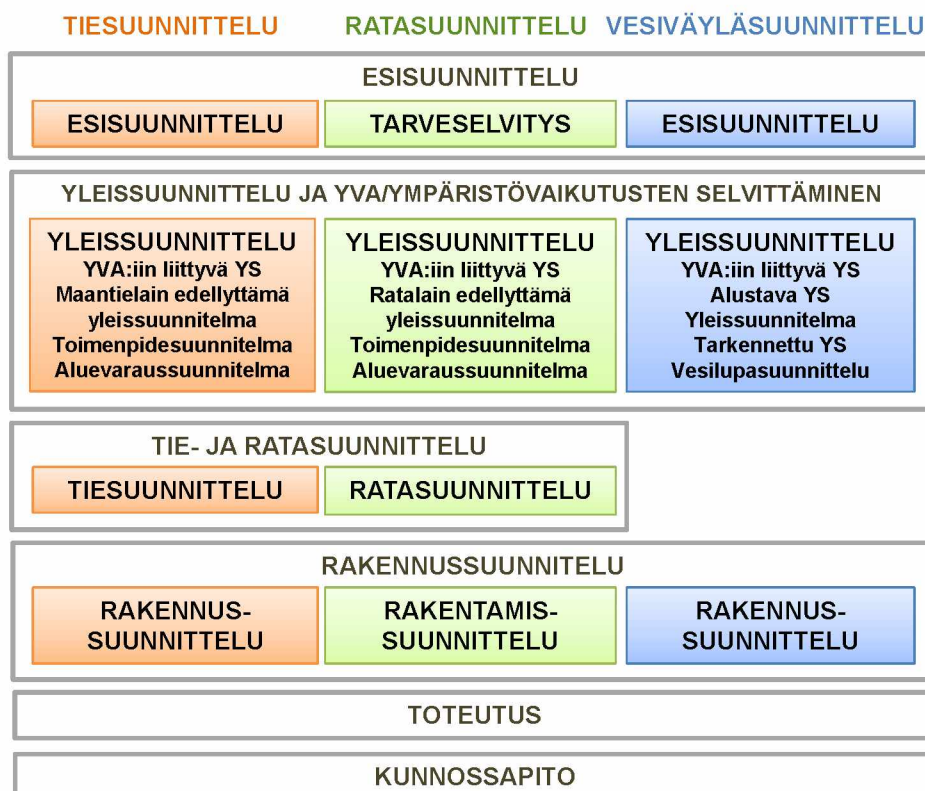 TIESUUNNITTELU RATASUUNNITTELU VESIVÄYLÄSUUNNITTELU
ESISUUNNITTELU
ESISUUNNITTELU TARVESELVITYS ESISUUNNITTELU
YLEISSUUNNITTELU JA YVA/YMPÄRISTÖVAIKUTUSTEN SELVITTÄMINEN
YLEISSUUNNITTELU
YVA:iin liittyvä YS
Maantielain edellyttämä
yleissuunnitelma
Toimenpidesuunnitelma
Aluevaraussuunnitelma
YLEISSUUNNITTELU
YVA:iin liittyvä YS
Ratalain edellyttämä
yleissuunnitelma
Toimenpidesuunnitelma
Aluevaraussuunnitelma
YLEISSUUNNITTELU
YVA:iin liittyvä YS
Alustava YS
Yleissuunnitelma
Tarkennettu YS
Vesilupasuunnittelu
TIE- JA RATASUUNNITTELU
TIESUUNNITTELU RATASUUNNITTELU
RAKENNUSSUUNNITELU
RAKENNUS-
SUUNNITTELU
RAKENTAMIS-
SUUNNITTELU
RAKENNUS-
SUUNNITTELU
TOTEUTUS
KUNNOSSAPITO